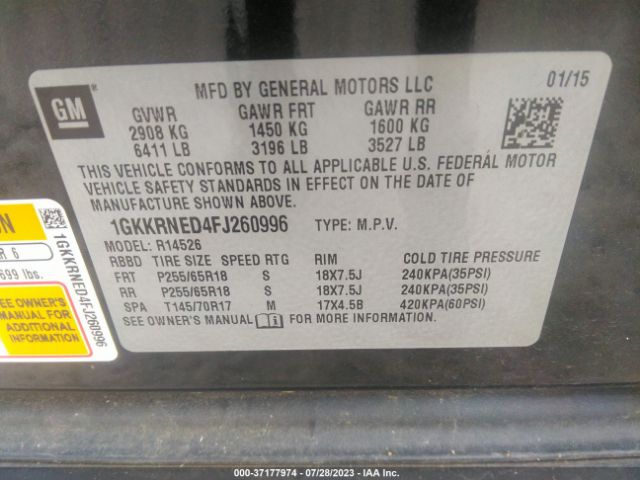 GM
MFD BY GENERAL MOTORS LLC 01/15
GVWR GAWR FRT GAWR RR
2908 KG 1450 KG 1600 KG
6411 LB 3196 LB 3527 LB
THIS VEHICLE CONFORMS TO ALL APPLICABLE U.S. FEDERAL MOTOR
VEHICLE SAFETY STANDARDS IN EFFECT ON THE DATE OF
MANUFACTURE SHOWN ABOVE.
1GKKRNED4FJ260996 TYPE: M.P.V.
MODEL: R14526
RBBD TIRE SIZE SPEED RTG RIM COLD TIRE PRESSURE
FRT P255/65R18 S 18X7.5J 240KPA(35PSI)
RR P255/65R18 S 18X7.5J 240KPA(35PSI)
SPA T145/70R17 M 17X4.5B 420KPA(60PSI)
SEE OWNER'S MANUAL FOR MORE INFORMATION.
ON
R 6
699 lbs.
SEE OWNER'S
MANUAL FOR
ADDITIONAL
INFORMATION
1GKKRNED4FJ260996
000-37177974 / 07/28/2023 / IAA Inc.